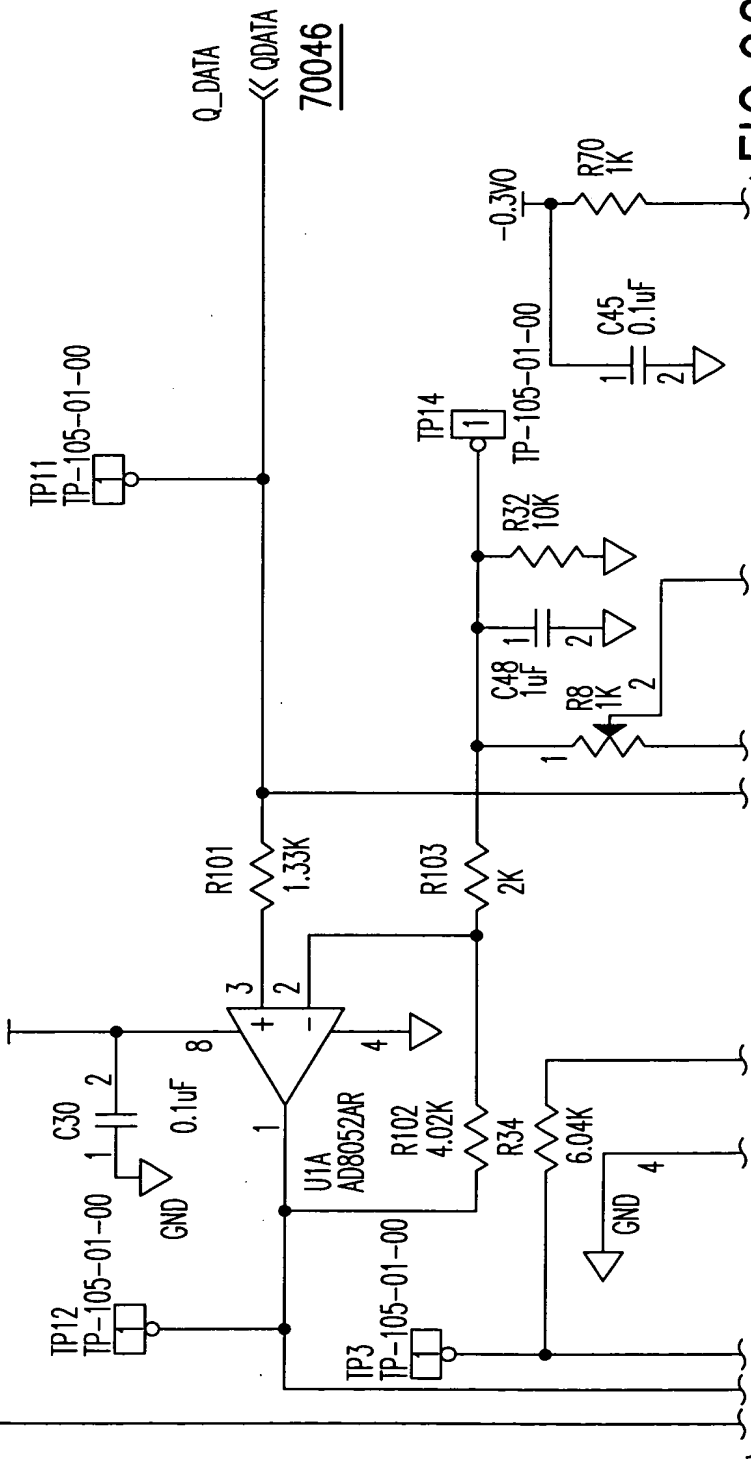 Q_DATA
QDATA
70046
TP11
TP-105-01-00
1
-0.3V0
R70
1K
C45
0.1uF
1
2
TP14
1
TP-105-01-00
R32
10K
C48
1uF
1
2
R8
1K
1
2
R101
1.33K
R103
2K
3
2
+
-
8
4
1
U1A
AD8052AR
C30
1
2
0.1uF
GND
R102
4.02K
R34
6.04K
GND
4
TP12
TP-105-01-00
1
TP3
TP-105-01-00
1